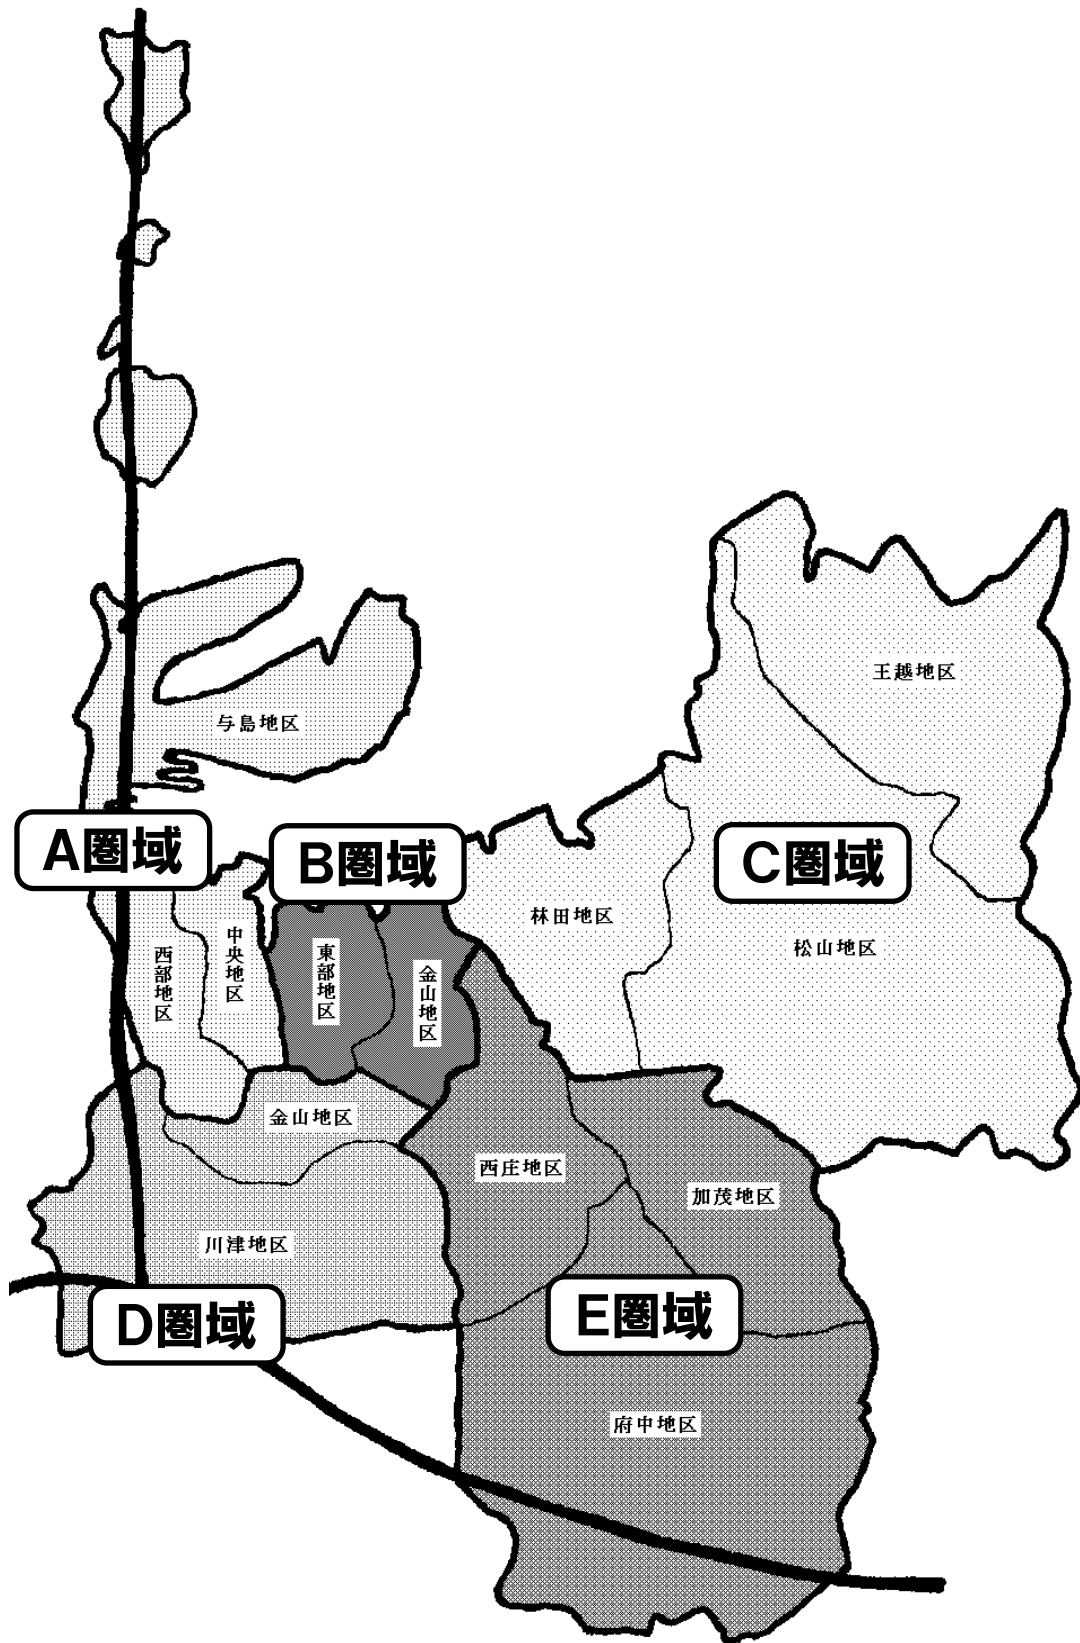 王越地区
与島地区
A圏域
B圏域
C圏域
林田地区
松山地区
西部地区
中央地区
東部地区
金山地区
金山地区
西庄地区
加茂地区
川津地区
D圏域
E圏域
府中地区